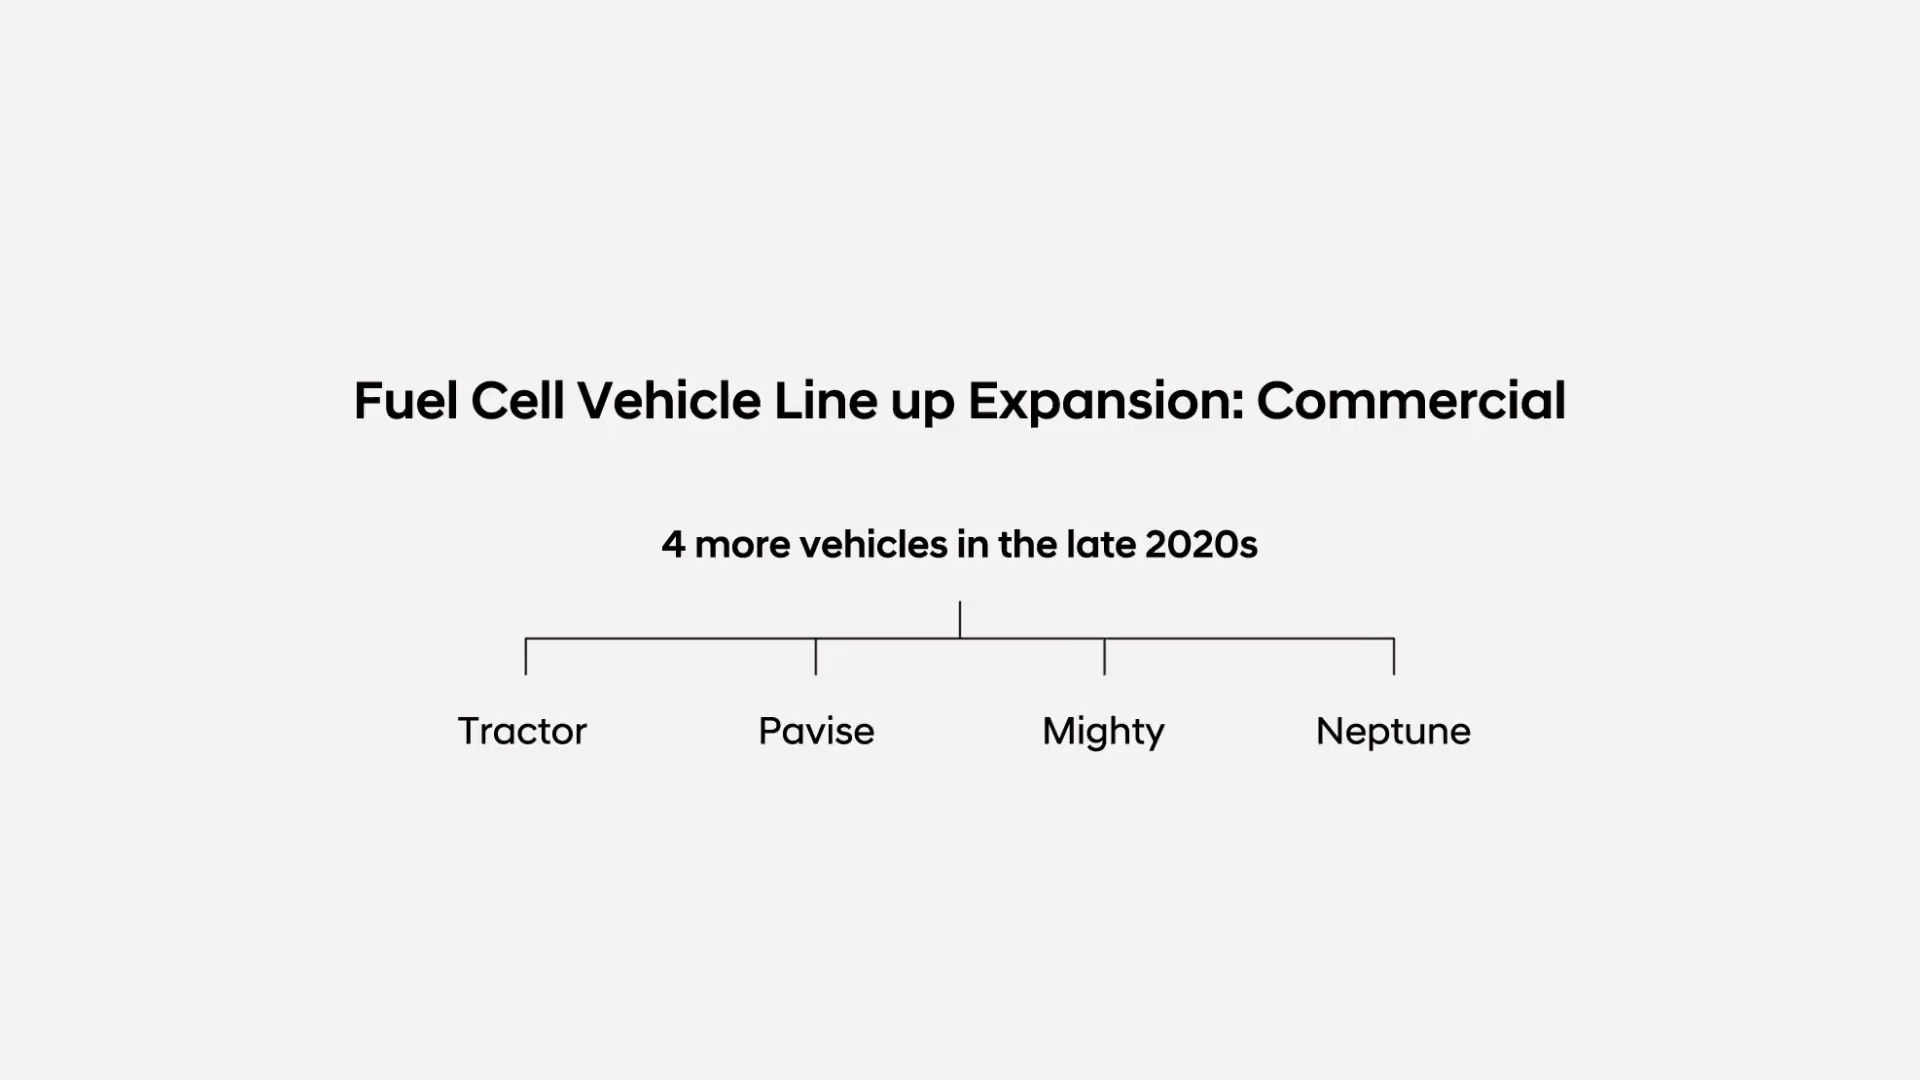 Fuel Cell Vehicle Line up Expansion: Commercial
4 more vehicles in the late 2020s
Tractor Pavise Mighty Neptune